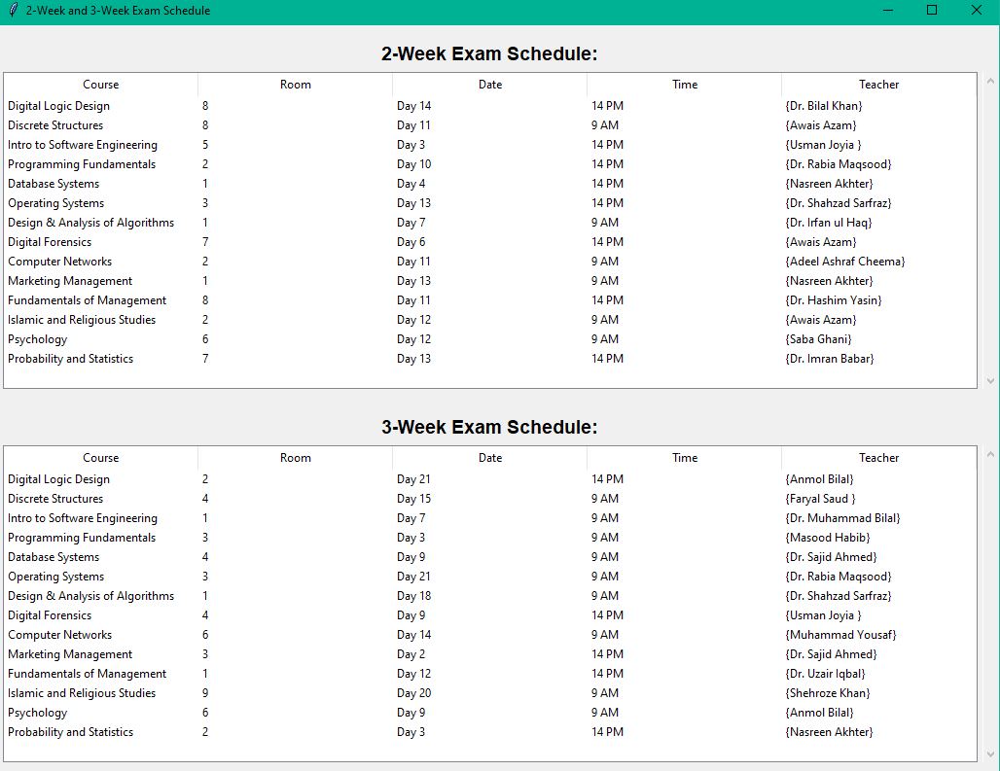 2-Week and 3-Week Exam Schedule
2-Week Exam Schedule:
Course Room Date Time Teacher
Digital Logic Design 8 Day 14 14 PM {Dr. Bilal Khan}
Discrete Structures 8 Day 11 9 AM {Awais Azam}
Intro to Software Engineering 5 Day 3 14 PM {Usman Joyia }
Programming Fundamentals 2 Day 10 14 PM {Dr. Rabia Maqsood}
Database Systems 1 Day 4 14 PM {Nasreen Akhter}
Operating Systems 3 Day 13 14 PM {Dr. Shahzad Sarfraz}
Design & Analysis of Algorithms 1 Day 7 9 AM {Dr. Irfan ul Haq}
Digital Forensics 7 Day 6 14 PM {Awais Azam}
Computer Networks 2 Day 11 9 AM {Adeel Ashraf Cheema}
Marketing Management 1 Day 13 9 AM {Nasreen Akhter}
Fundamentals of Management 8 Day 11 14 PM {Dr. Hashim Yasin}
Islamic and Religious Studies 2 Day 12 9 AM {Awais Azam}
Psychology 6 Day 12 9 AM {Saba Ghani}
Probability and Statistics 7 Day 13 14 PM {Dr. Imran Babar}
3-Week Exam Schedule:
Course Room Date Time Teacher
Digital Logic Design 2 Day 21 14 PM {Anmol Bilal}
Discrete Structures 4 Day 15 9 AM {Faryal Saud }
Intro to Software Engineering 1 Day 7 9 AM {Dr. Muhammad Bilal}
Programming Fundamentals 3 Day 3 9 AM {Masood Habib}
Database Systems 4 Day 9 9 AM {Dr. Sajid Ahmed}
Operating Systems 3 Day 21 9 AM {Dr. Rabia Maqsood}
Design & Analysis of Algorithms 1 Day 18 9 AM {Dr. Shahzad Sarfraz}
Digital Forensics 4 Day 9 14 PM {Usman Joyia }
Computer Networks 6 Day 14 9 AM {Muhammad Yousaf}
Marketing Management 3 Day 2 14 PM {Dr. Sajid Ahmed}
Fundamentals of Management 1 Day 12 14 PM {Dr. Uzair Iqbal}
Islamic and Religious Studies 9 Day 20 9 AM {Shehroze Khan}
Psychology 6 Day 9 9 AM {Anmol Bilal}
Probability and Statistics 2 Day 3 14 PM {Nasreen Akhter}